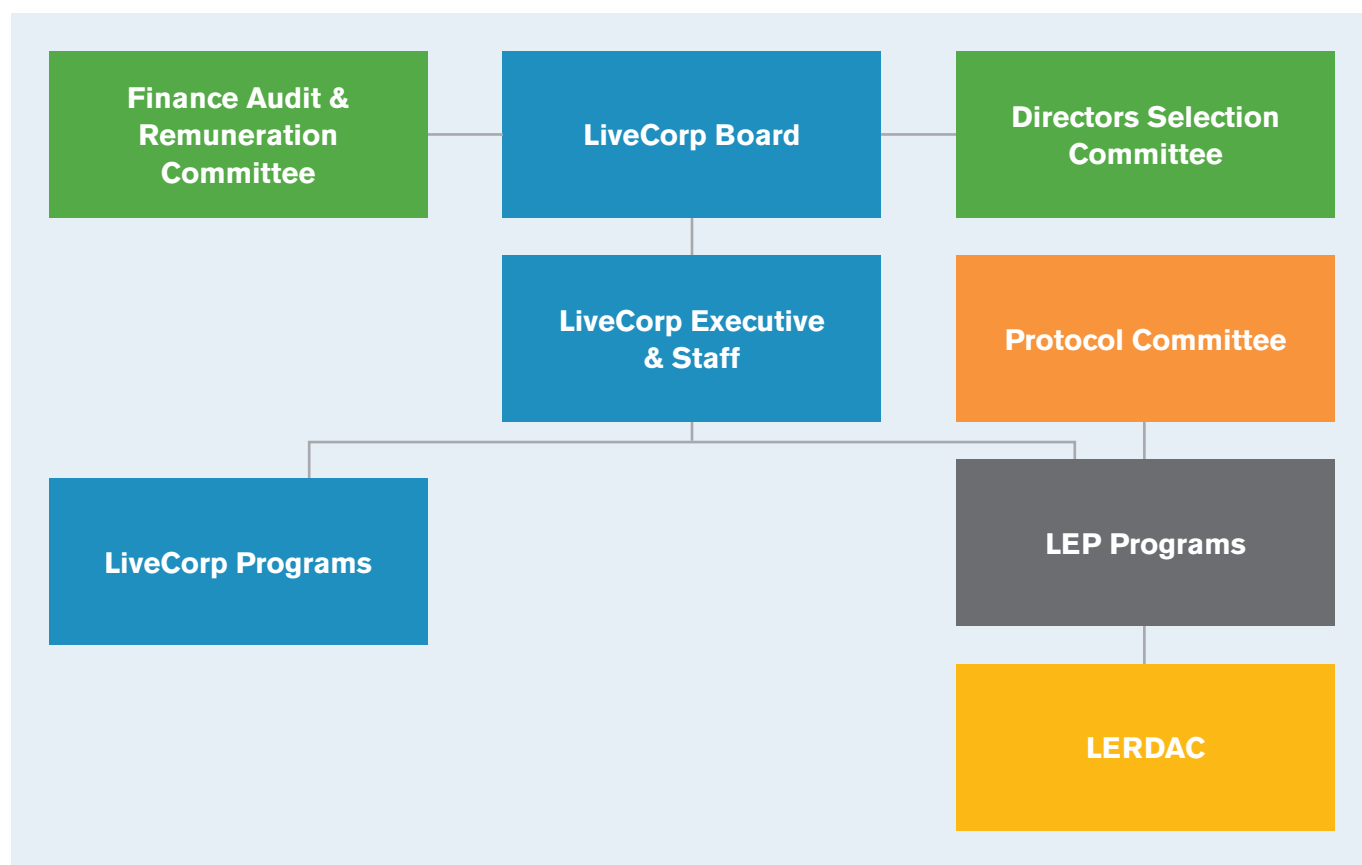 Finance Audit &
Remuneration
Committee
LiveCorp Board
Directors Selection
Committee
LiveCorp Executive
& Staff
Protocol Committee
LiveCorp Programs
LEP Programs
LERDAC